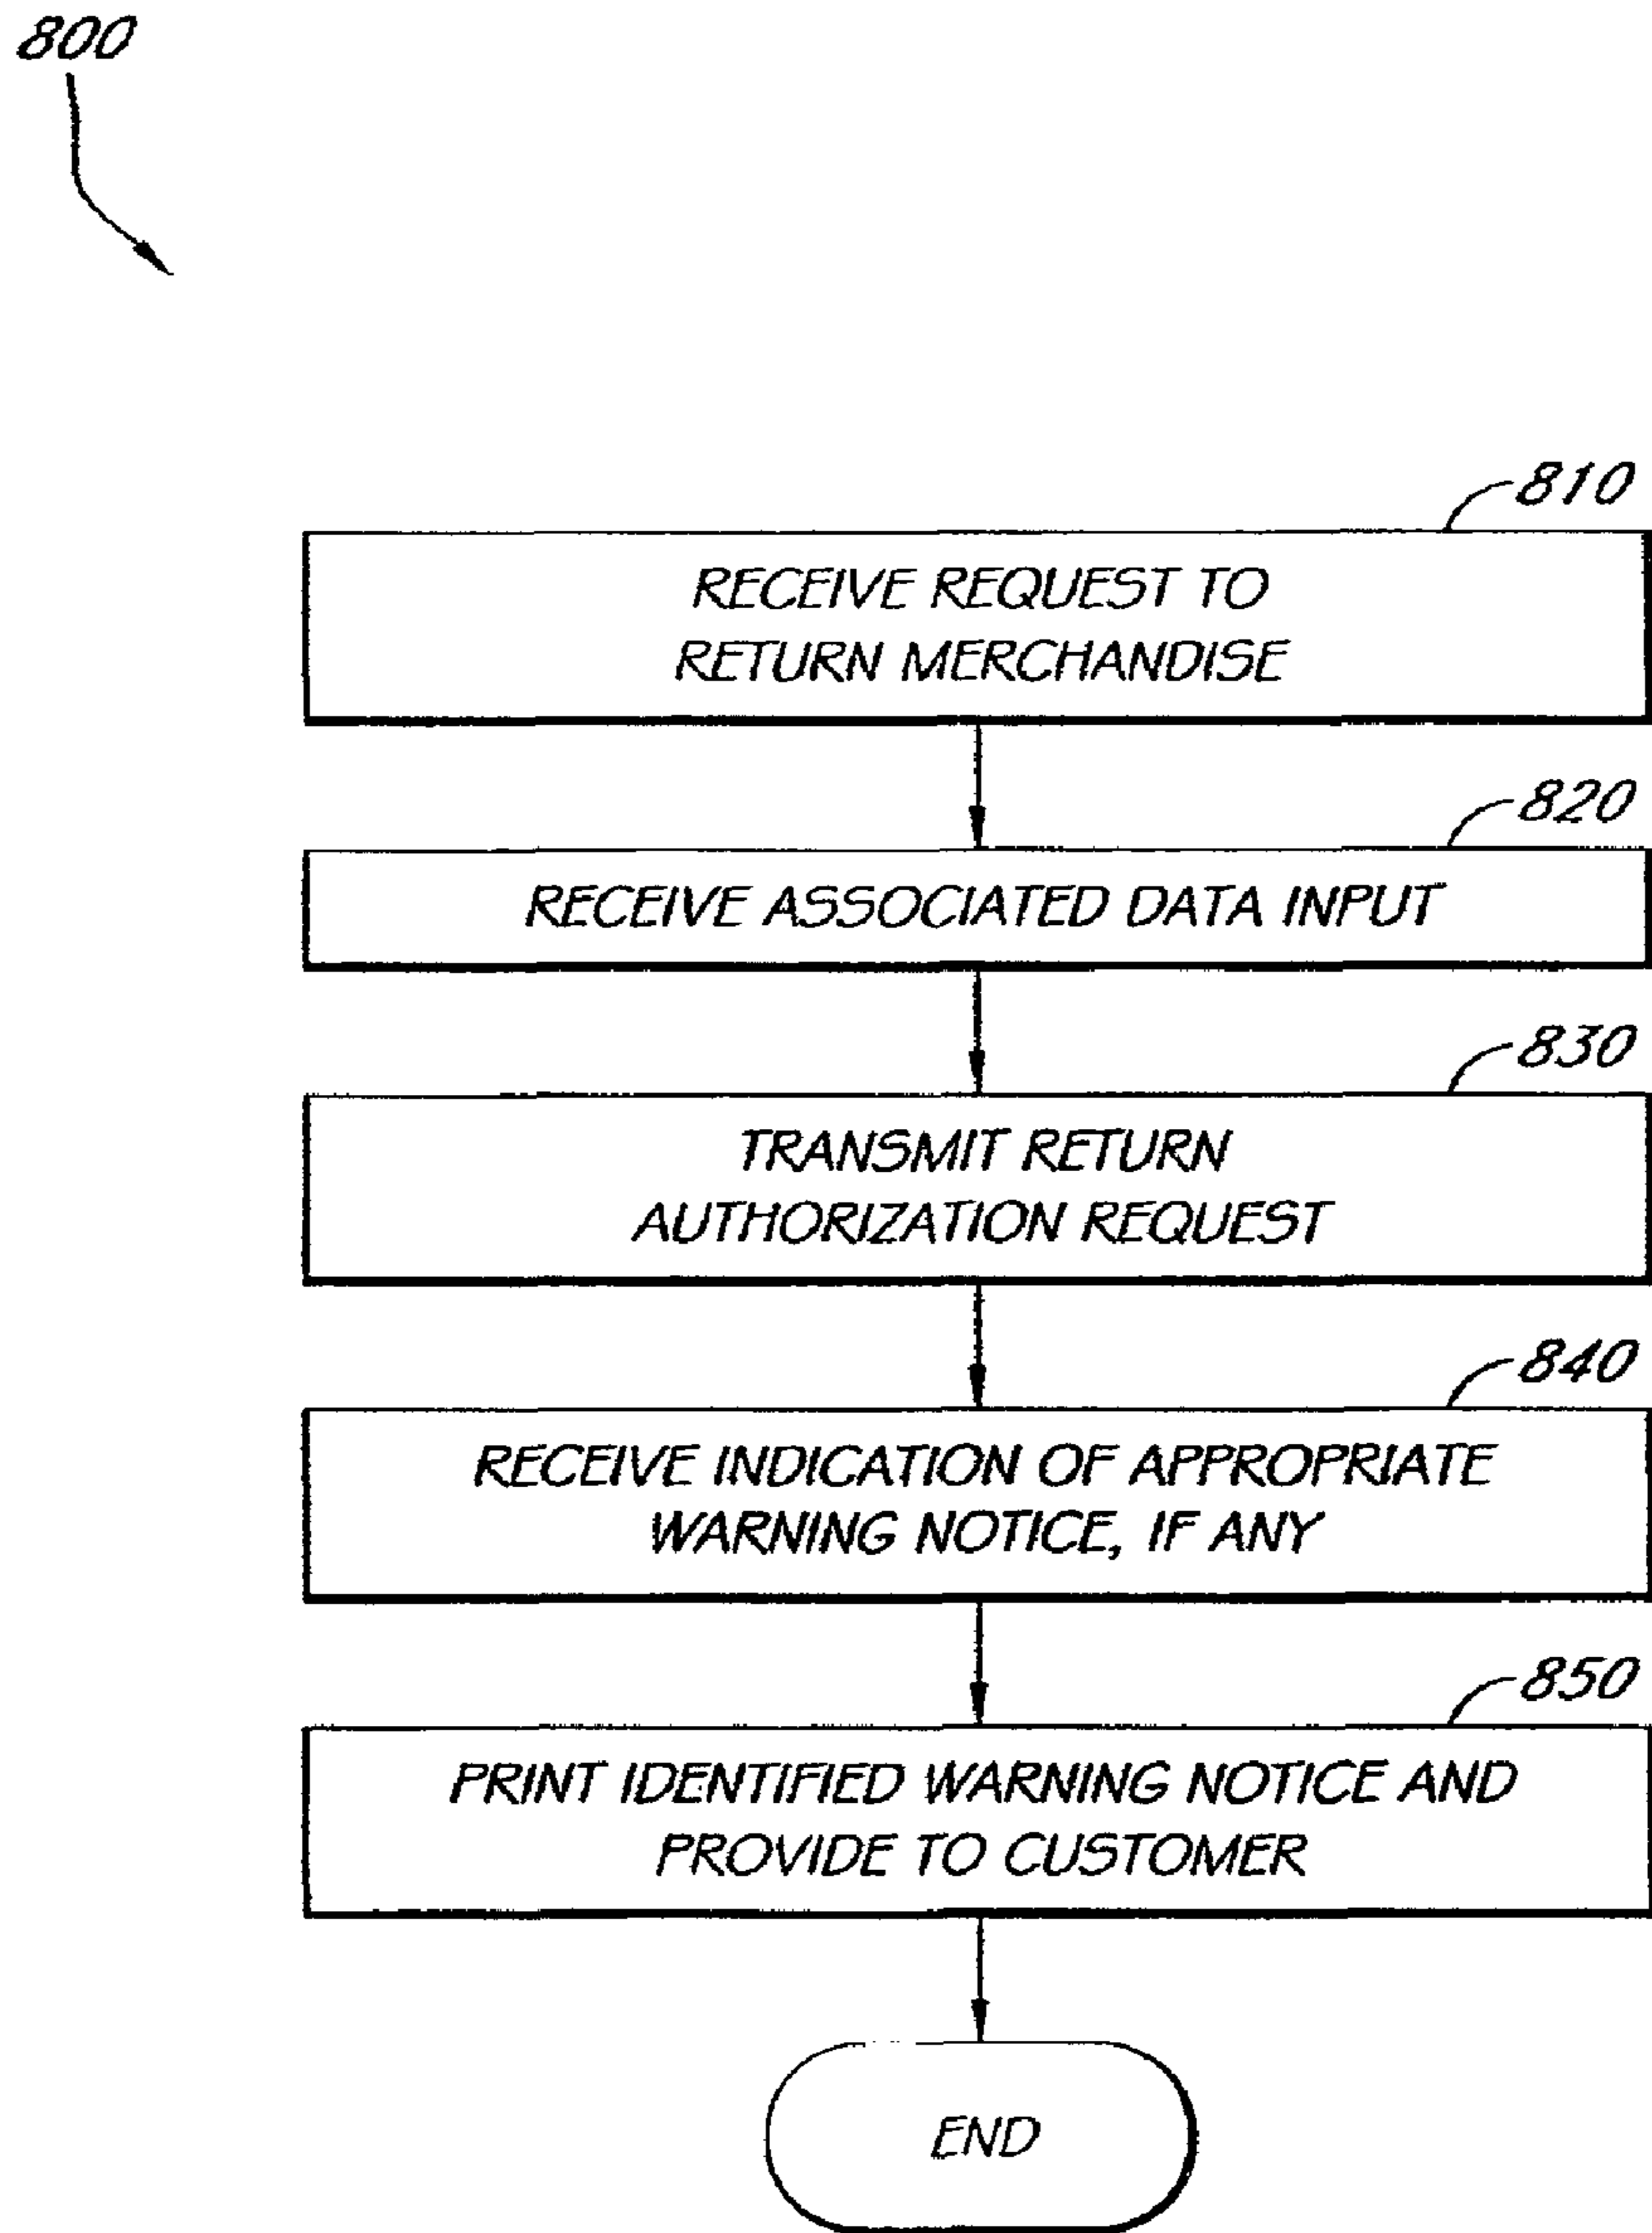 800
810
RECEIVE REQUEST TO
RETURN MERCHANDISE
820
RECEIVE ASSOCIATED DATA INPUT
830
TRANSMIT RETURN
AUTHORIZATION REQUEST
840
RECEIVE INDICATION OF APPROPRIATE
WARNING NOTICE, IF ANY
850
PRINT IDENTIFIED WARNING NOTICE AND
PROVIDE TO CUSTOMER
END